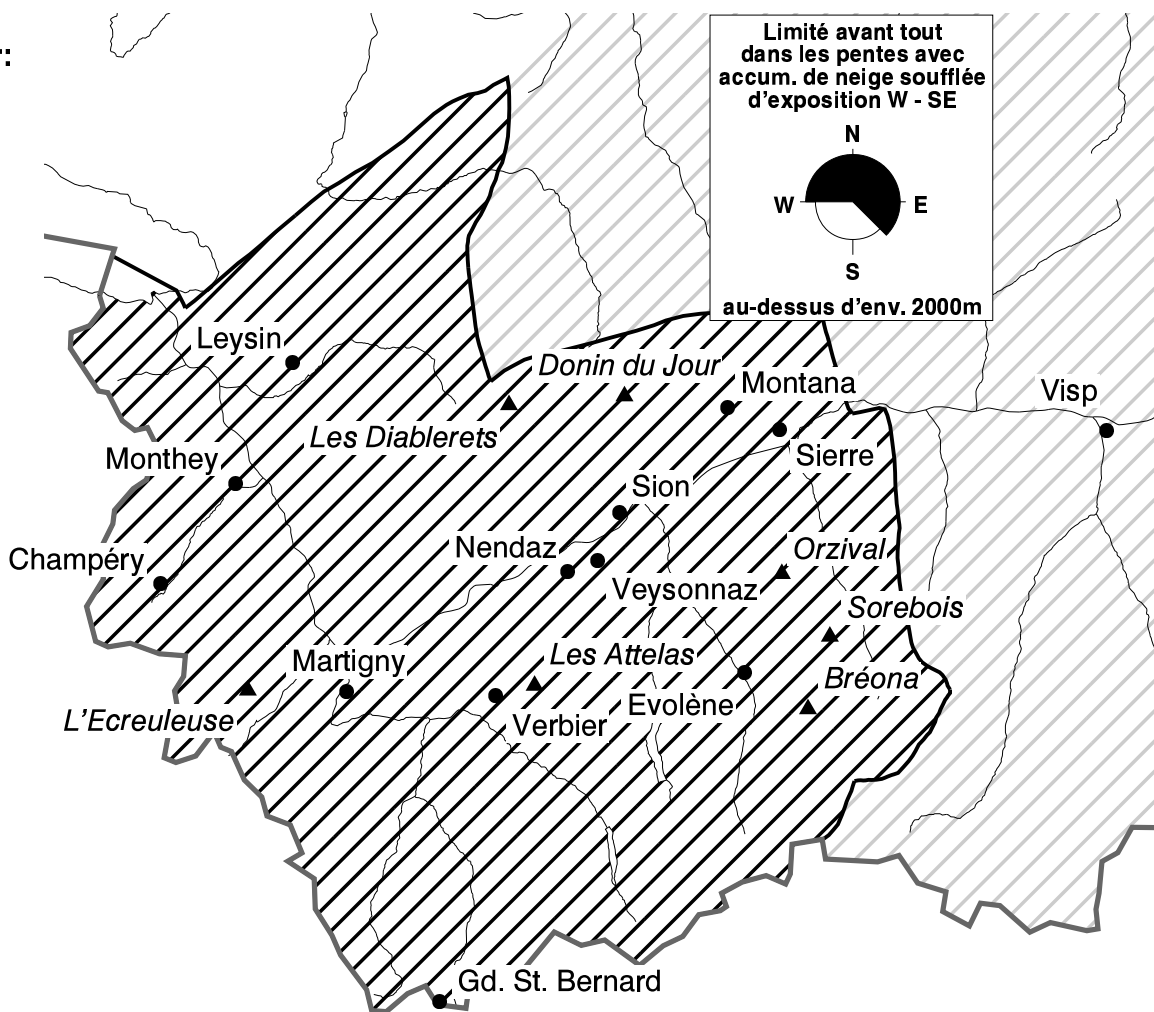 :
Limité avant tout
dans les pentes avec
accum. de neige soufflée
d'exposition W - SE
N
W
E
S
au-dessus d'env. 2000m
Leysin
Donin du Jour
Montana
Visp
Les Diablerets
Sierre
Monthey
Sion
Nendaz
Orzival
Champéry
Veysonnaz
Sorebois
Martigny
Les Attelas
Bréona
L'Ecreuleuse
Verbier
Evolène
Gd. St. Bernard